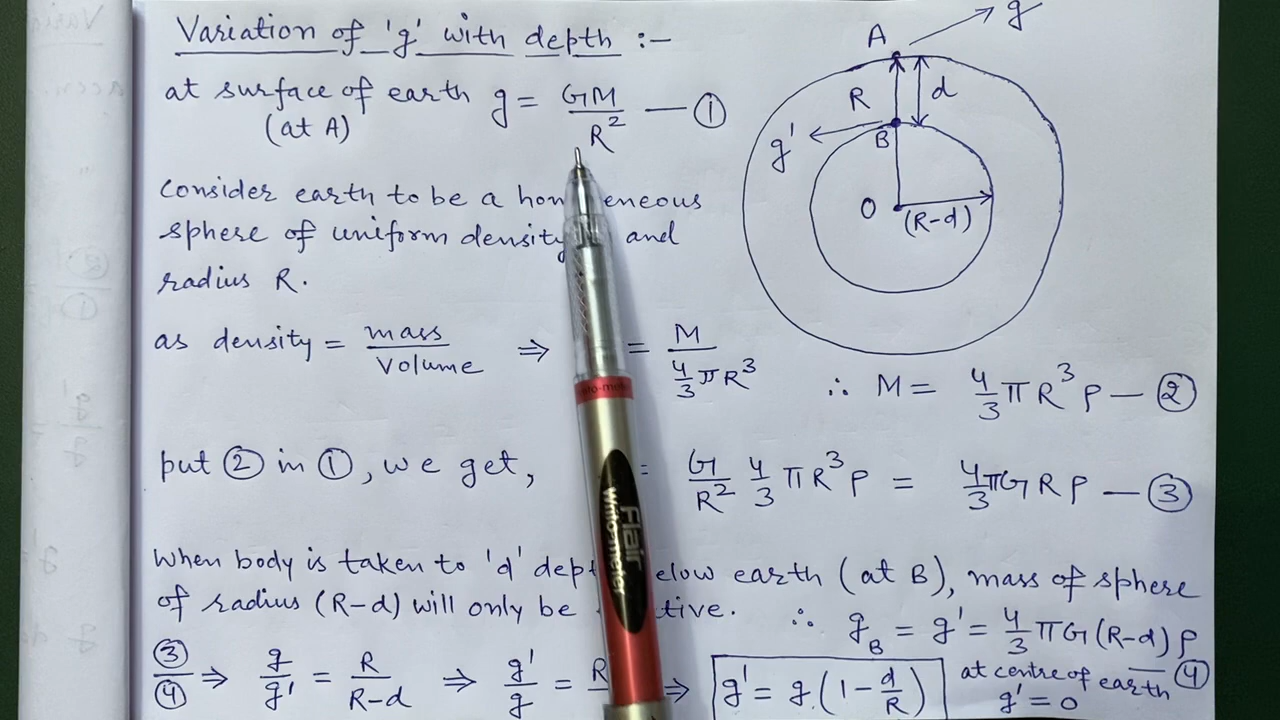 Variation of 'g' with depth :-
at surface of earth g = GM/R² — ①
(at A)
Consider earth to be a hom eneous
sphere of uniform density and
radius R.
as density = mass/volume ⇒ = M/(4/3 πR³) ∴ M = 4/3 πR³ρ — ②
put ② in ①, we get, = G/R² 4/3 πR³ρ = 4/3 πGRρ — ③
When body is taken to 'd' dept elow earth (at B), mass of sphere
of radius (R-d) will only be tive. ∴ g_B = g' = 4/3 πG(R-d)ρ — ④
③/④ ⇒ g/g' = R/(R-d) ⇒ g'/g = R ⇒ g' = g(1 - d/R) at centre of earth
g' = 0
A
g
R
d
g'
B
O
(R-d)
Flair
Writo-meter